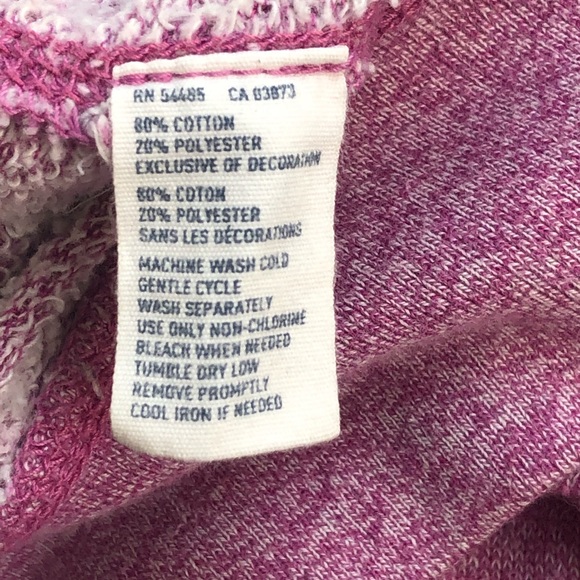 RN 54485 CA 03873
80% COTTON
20% POLYESTER
EXCLUSIVE OF DECORATION
80% COTON
20% POLYESTER
SANS LES DÉCORATIONS
MACHINE WASH COLD
GENTLE CYCLE
WASH SEPARATELY
USE ONLY NON-CHLORINE
BLEACH WHEN NEEDED
TUMBLE DRY LOW
REMOVE PROMPTLY
COOL IRON IF NEEDED